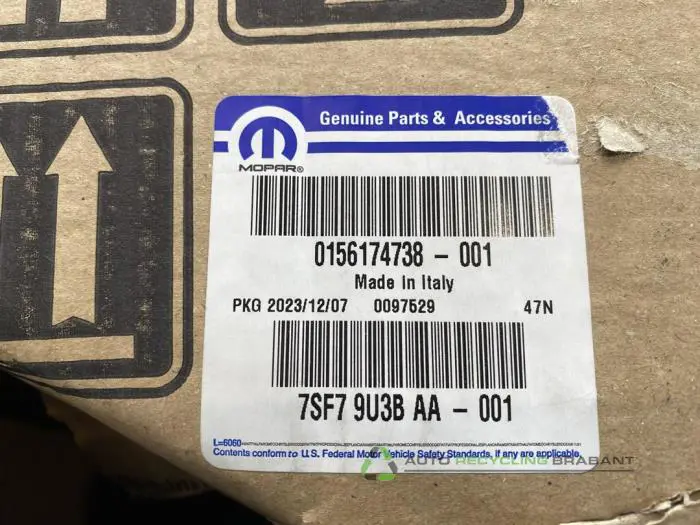 Genuine Parts & Accessories
MOPAR®
0156174738 - 001
Made In Italy
PKG 2023/12/07 0097529 47N
7SF7 9U3B AA - 001
L=6060
Contents conform to U.S. Federal Motor Vehicle Safety Standards, if any are applicable.
AUTO RECYCLING BRABANT